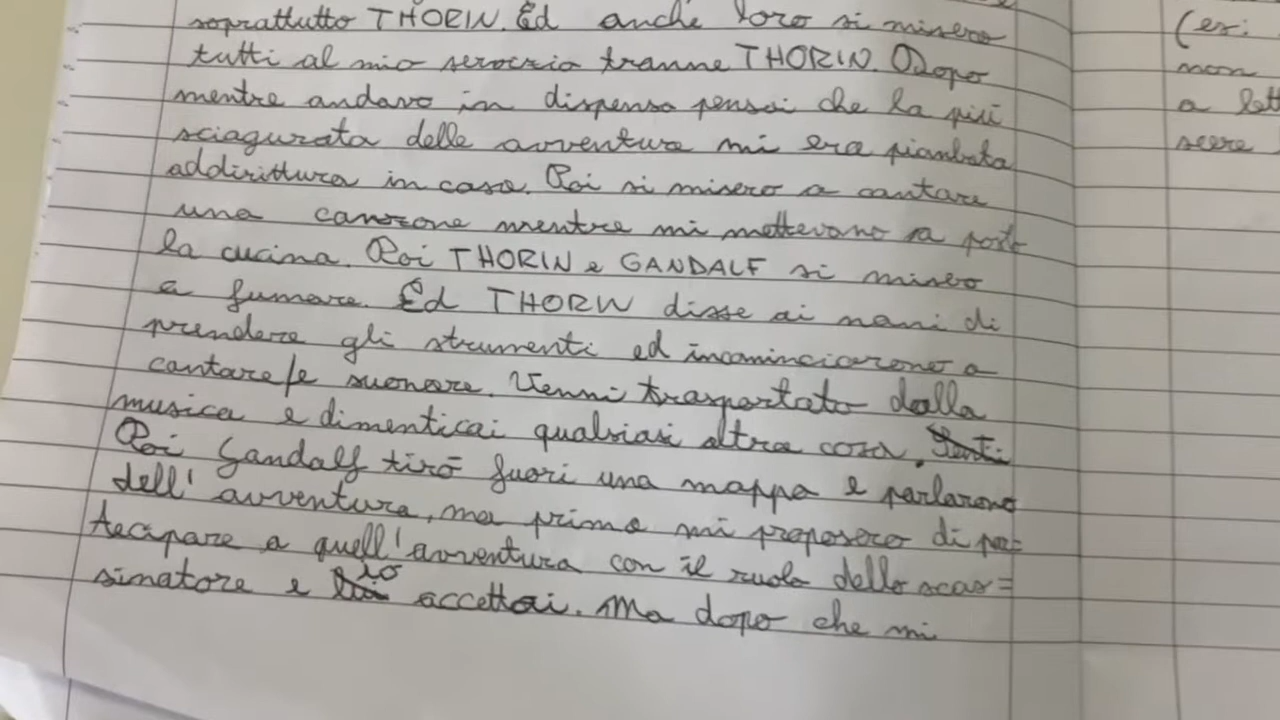 soprattutto THORIN. Ed anche loro si misero
tutti al mio servizio tranne THORIN. Dopo
mentre andavo in dispensa pensai che la più
sciagurata delle avventure mi era piambata
addirittura in casa. Poi si misero a cantare
una canzone mentre mi mettevano a posto
la cucina. Poi THORIN e GANDALF si misero
a fumare. Ed THORIN disse ai nani di
prendere gli strumenti ed incominciarono a
cantare/e suonare. Venni trasportato dalla
musica e dimenticai qualsiasi altra cosa.
Poi Gandalf tirò fuori una mappa e parlarono
dell'avventura, ma prima mi proposero di par=
tecipare a quell'avventura con il ruolo dello scas=
sinatore e io accettai. Ma dopo che mi
(es:
non
a lett
scere